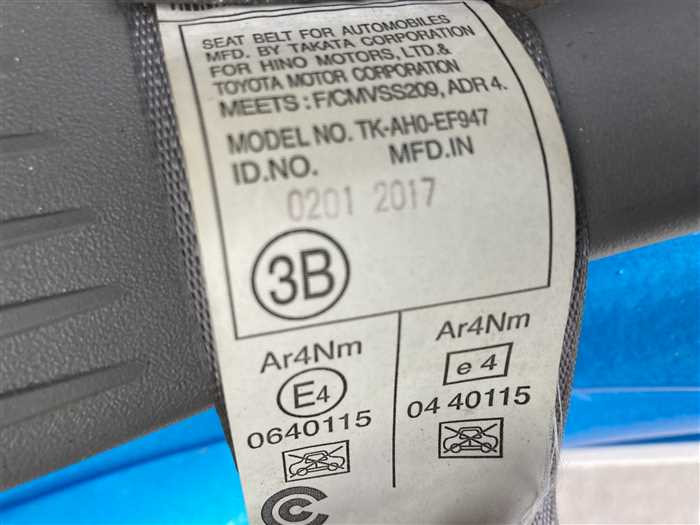 SEAT BELT FOR AUTOMOBILES
MFD. BY TAKATA CORPORATION
FOR HINO MOTORS, LTD.&
TOYOTA MOTOR CORPORATION
MEETS : F/CMVSS209, ADR 4.
MODEL NO. TK-AH0-EF947
ID.NO. MFD.IN
0201 2017
3B
Ar4Nm
E4
0640115
Ar4Nm
e 4
04 40115